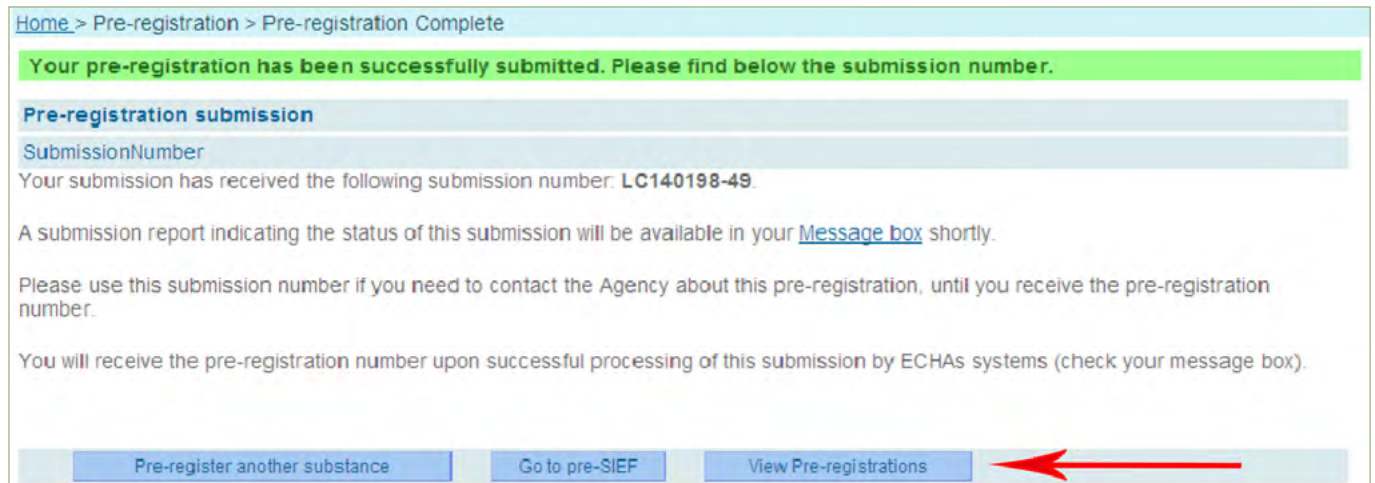 Home > Pre-registration > Pre-registration Complete
Your pre-registration has been successfully submitted. Please find below the submission number.
Pre-registration submission
SubmissionNumber
Your submission has received the following submission number: LC140198-49.
A submission report indicating the status of this submission will be available in your Message box shortly.
Please use this submission number if you need to contact the Agency about this pre-registration, until you receive the pre-registration
number.
You will receive the pre-registration number upon successful processing of this submission by ECHAs systems (check your message box).
Pre-register another substance Go to pre-SIEF View Pre-registrations